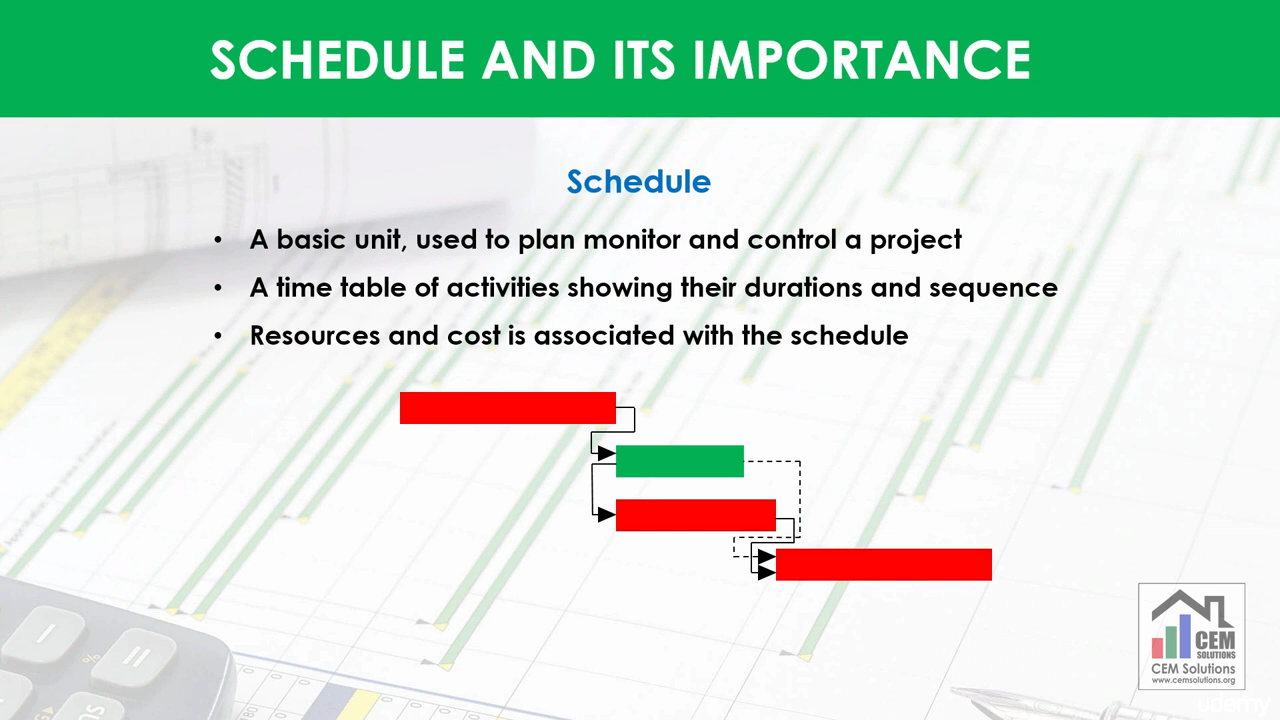 SCHEDULE AND ITS IMPORTANCE
Schedule
• A basic unit, used to plan monitor and control a project
• A time table of activities showing their durations and sequence
• Resources and cost is associated with the schedule
CEM
SOLUTIONS
CEM Solutions
www.cemsolutions.org
udemy